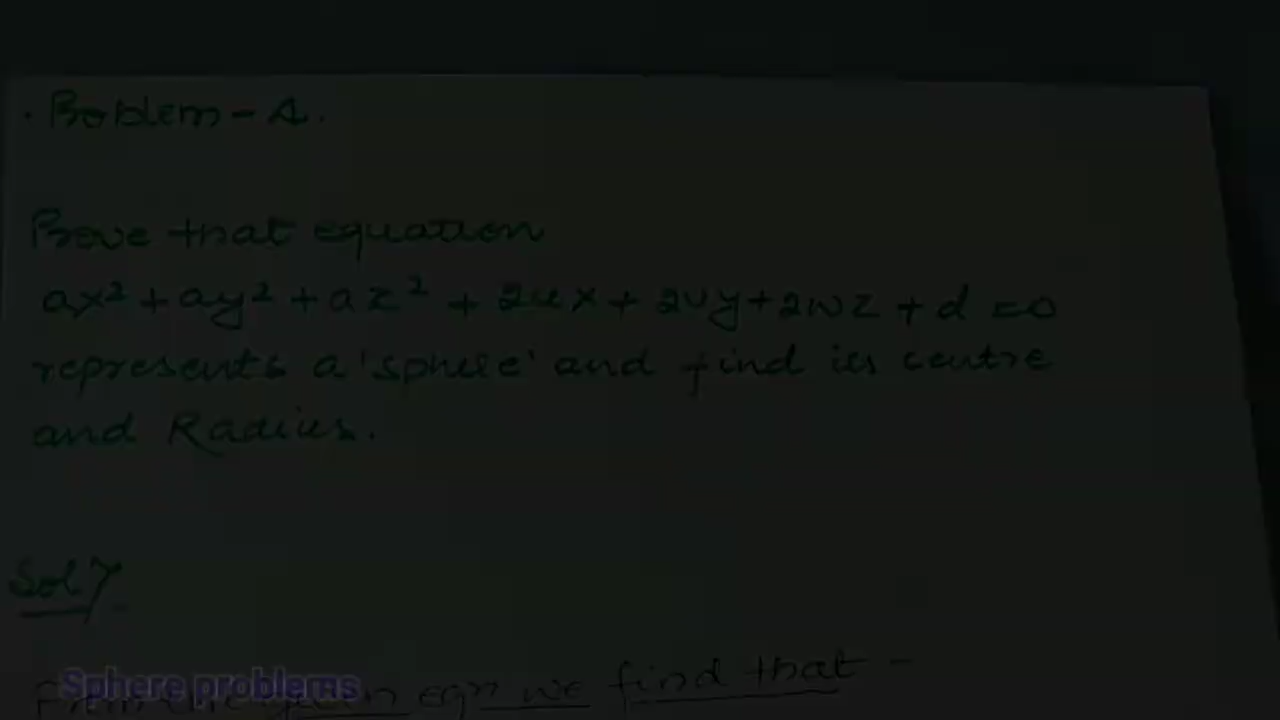 . Problem - A.
Prove that equation
ax² + ay² + az² + 2ux + 2vy + 2wz + d = 0
represents a 'sphere' and find its centre
and Radius.
Sol
Sphere problems
eqn we find that -